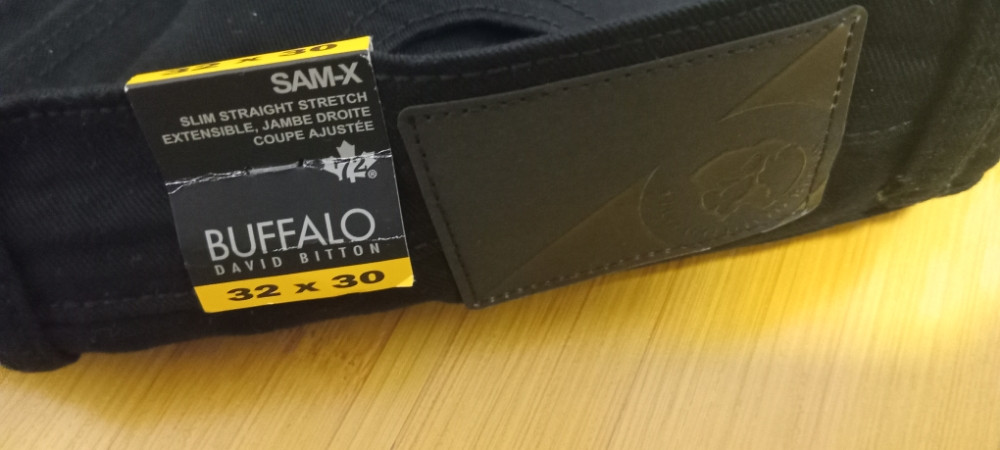 32 x 30
SAM-X
SLIM STRAIGHT STRETCH
EXTENSIBLE, JAMBE DROITE
COUPE AJUSTÉE
72®
BUFFALO
DAVID BITTON
32 x 30